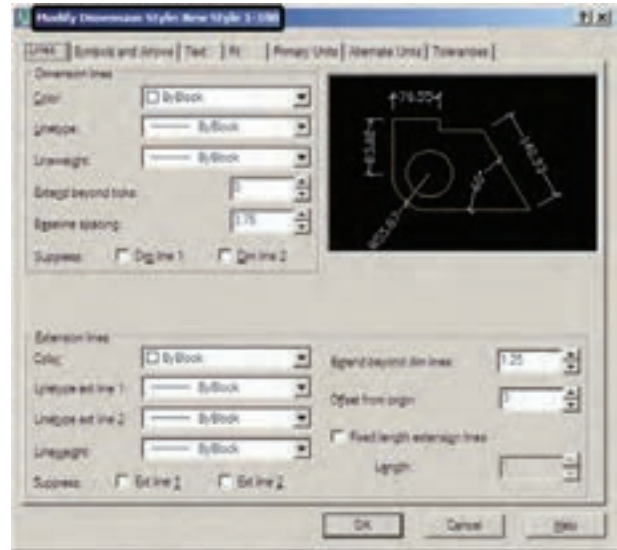 Modify Dimension Style: New Style 1-100
Lines Symbols and Arrows Text Fit Primary Units Alternate Units Tolerances
Dimension lines
Color: ByBlock
Linetype: ByBlock
Lineweight: ByBlock
Extend beyond ticks:
Baseline spacing: 3.75
Suppress: Dim line 1 Dim line 2
Extension lines
Color: ByBlock
Linetype ext line 1: ByBlock
Linetype ext line 2: ByBlock
Lineweight: ByBlock
Suppress: Ext line 1 Ext line 2
Extend beyond dim lines: 1.25
Offset from origin:
Fixed length extension lines
Length:
60°
OK Cancel Help